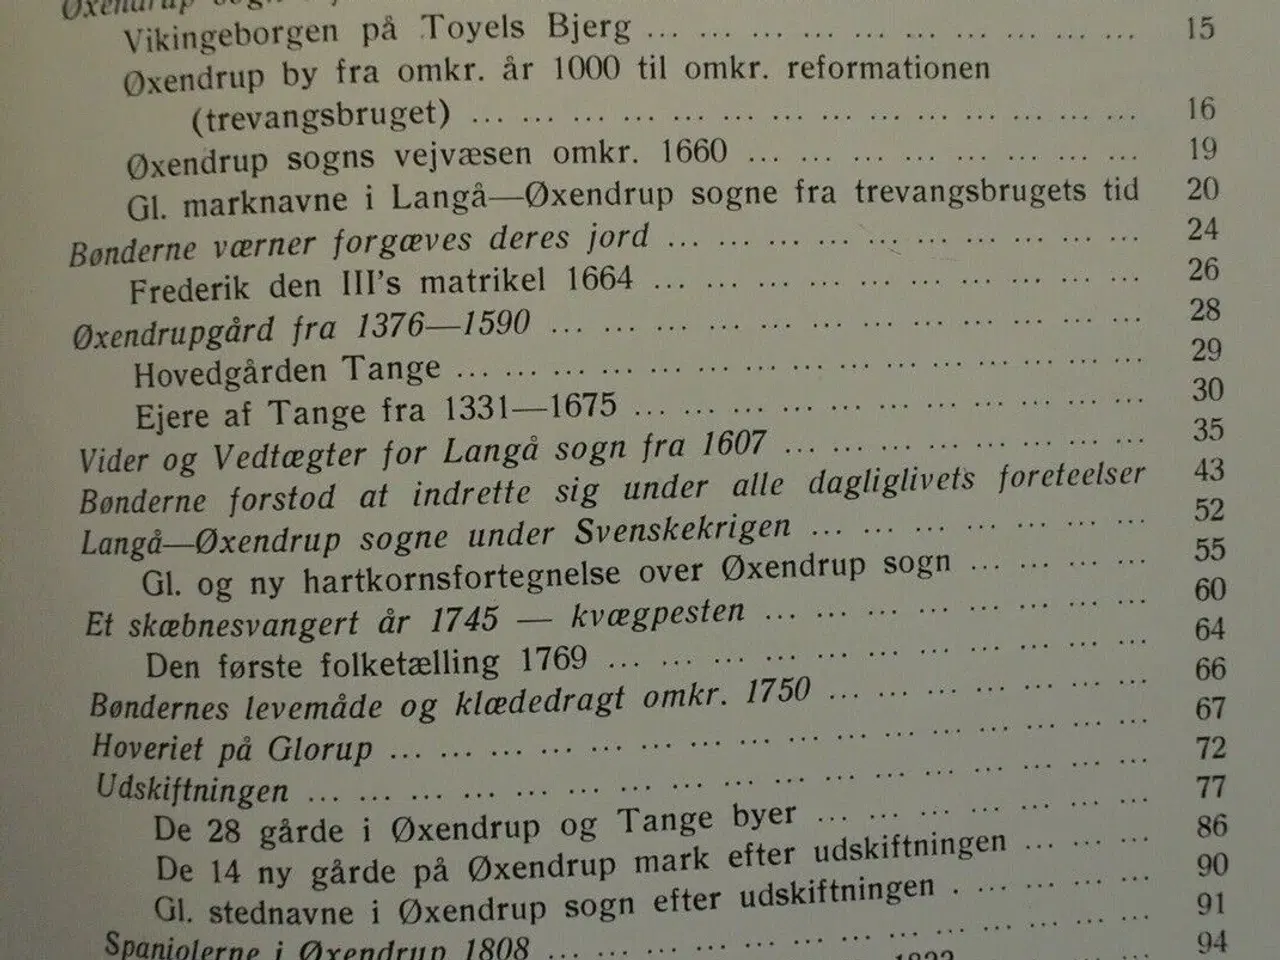 Øxendrup sogn
Vikingeborgen på Toyels Bjerg ... ... ... ... ... ... ... ... ... ... 15
Øxendrup by fra omkr. år 1000 til omkr. reformationen
(trevangsbruget) ... ... ... ... ... ... ... ... ... ... ... ... ... 16
Øxendrup sogns vejvæsen omkr. 1660 ... ... ... ... ... ... ... ... 19
Gl. marknavne i Langå—Øxendrup sogne fra trevangsbrugets tid 20
Bønderne værner forgæves deres jord ... ... ... ... ... ... ... ... ... 24
Frederik den III's matrikel 1664 ... ... ... ... ... ... ... ... ... ... 26
Øxendrupgård fra 1376—1590 ... ... ... ... ... ... ... ... ... ... ... ... 28
Hovedgården Tange ... ... ... ... ... ... ... ... ... ... ... ... ... ... 29
Ejere af Tange fra 1331—1675 ... ... ... ... ... ... ... ... ... ... 30
Vider og Vedtægter for Langå sogn fra 1607 ... ... ... ... ... ... ... 35
Bønderne forstod at indrette sig under alle dagliglivets foreteelser 43
Langå—Øxendrup sogne under Svenskekrigen ... ... ... ... ... ... ... 52
Gl. og ny hartkornsfortegnelse over Øxendrup sogn ... ... ... ... 55
Et skæbnesvangert år 1745 — kvægpesten ... ... ... ... ... ... ... ... 60
Den første folketælling 1769 ... ... ... ... ... ... ... ... ... ... ... 64
Bøndernes levemåde og klædedragt omkr. 1750 ... ... ... ... ... ... ... 66
Hoveriet på Glorup ... ... ... ... ... ... ... ... ... ... ... ... ... ... ... 67
Udskiftningen ... ... ... ... ... ... ... ... ... ... ... ... ... ... ... ... ... 72
De 28 gårde i Øxendrup og Tange byer ... ... ... ... ... ... ... 77
De 14 ny gårde på Øxendrup mark efter udskiftningen ... ... ... 86
Gl. stednavne i Øxendrup sogn efter udskiftningen . ... ... ... ... 90
Spaniolerne i Øxendrup 1808 ... ... ... ... ... ... ... ... ... ... ... ... 91
94